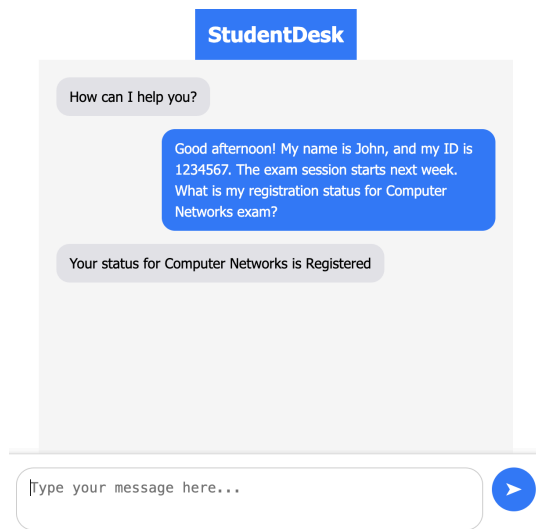 StudentDesk
How can I help you?
Good afternoon! My name is John, and my ID is
1234567. The exam session starts next week.
What is my registration status for Computer
Networks exam?
Your status for Computer Networks is Registered
Type your message here...